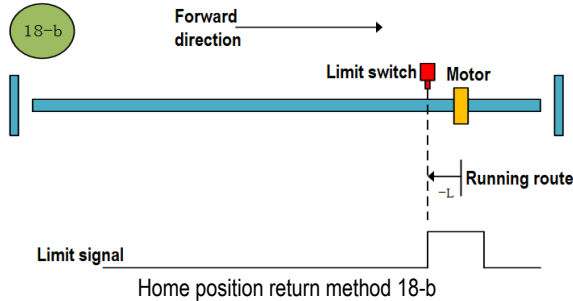 18-b
Forward
direction
Limit switch
Motor
Running route
−L
Limit signal
Home position return method 18-b